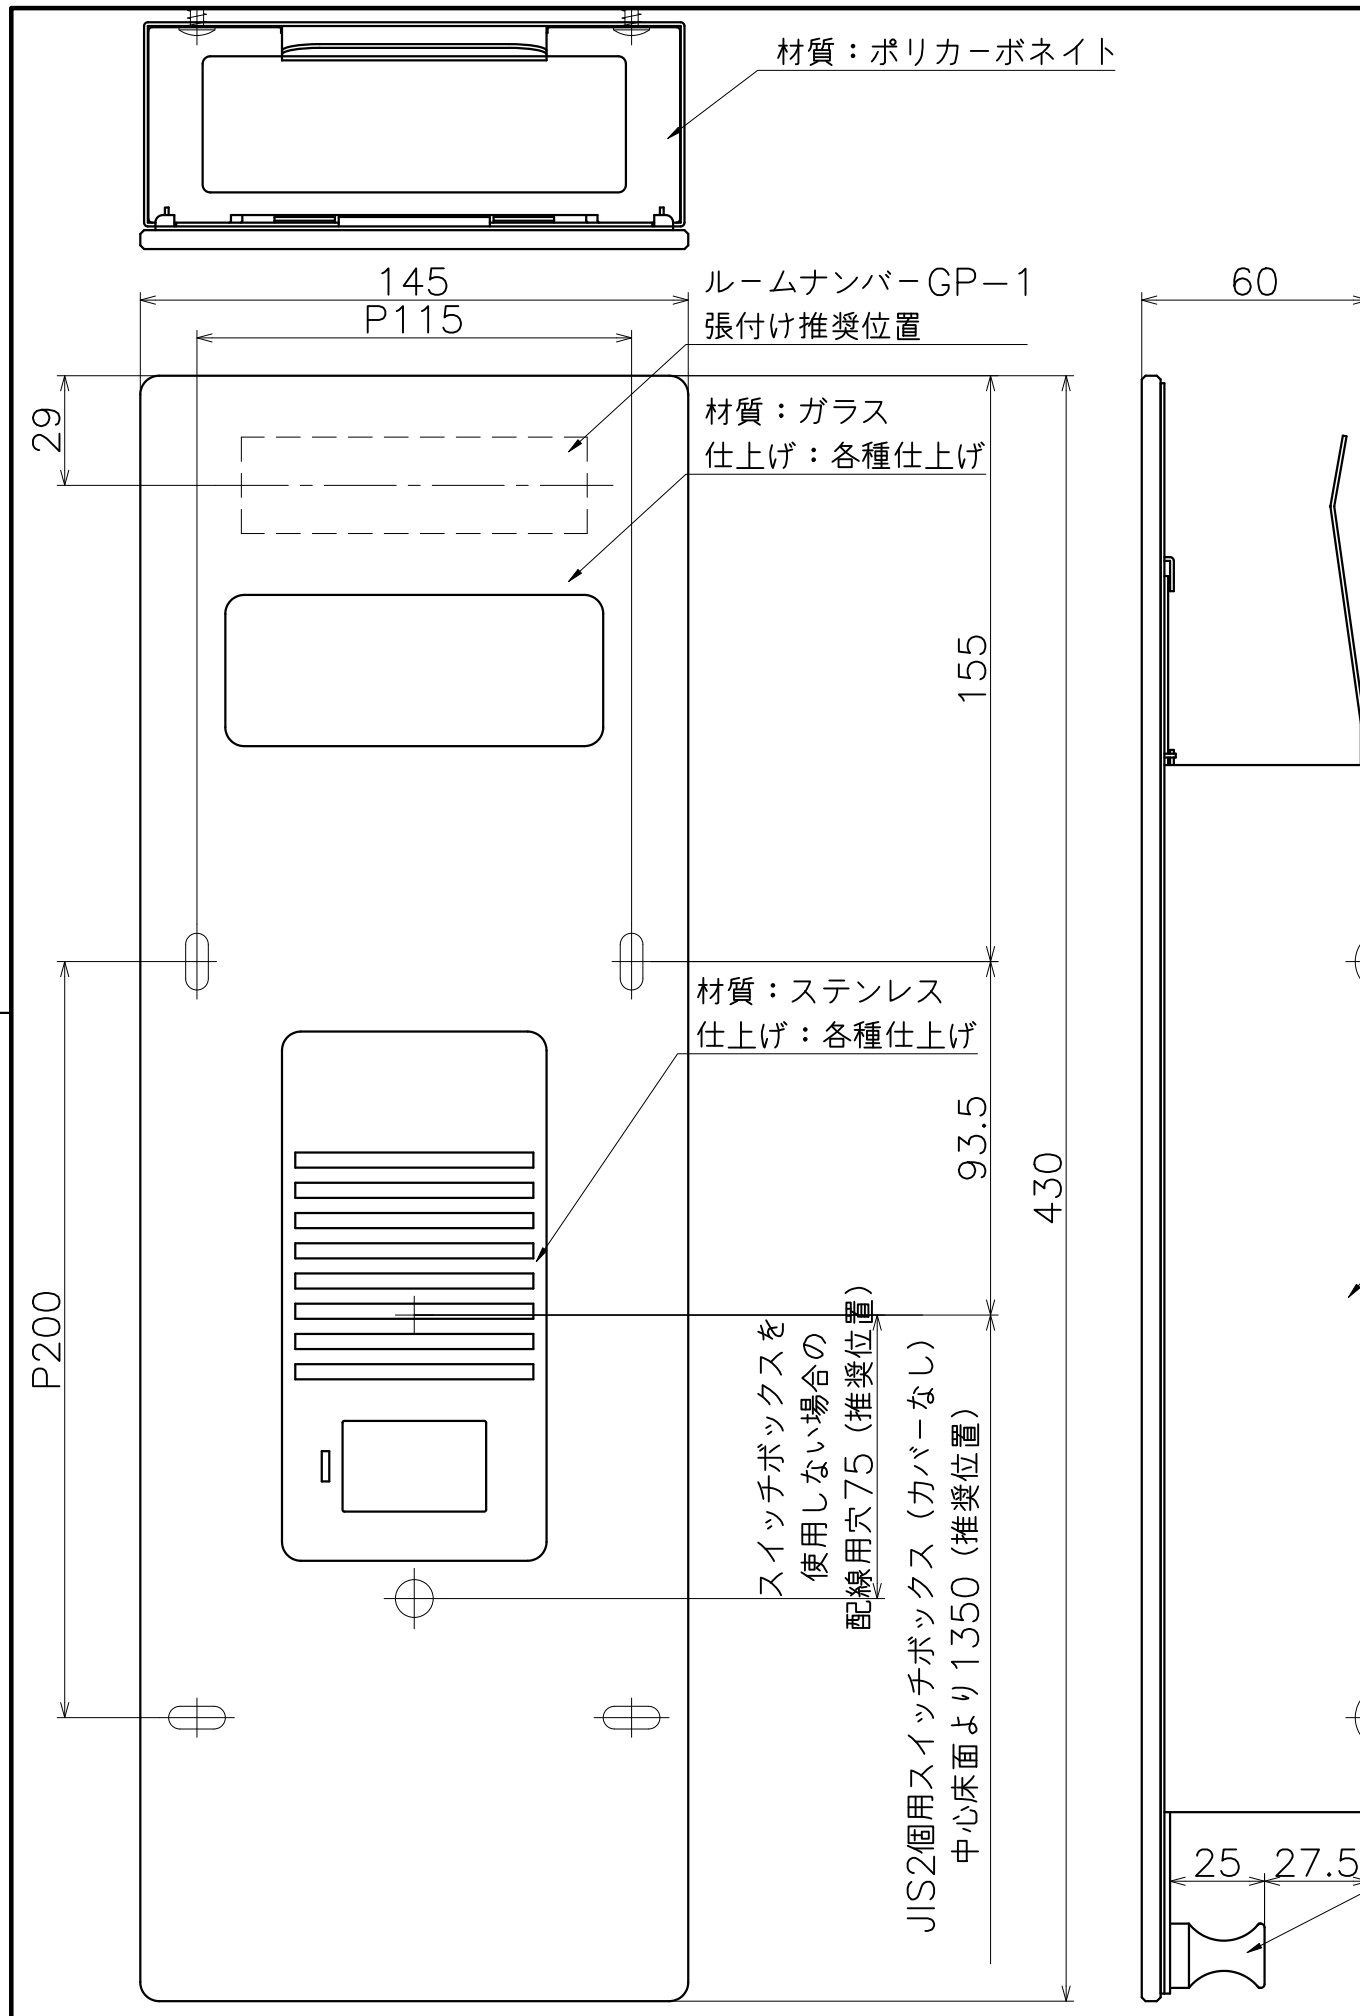 材質：ポリカーボネイト
145
P115
ルームナンバーGP－1
張付け推奨位置
60
29
材質：ガラス
仕上げ：各種仕上げ
155
材質：ステンレス
仕上げ：各種仕上げ
93.5
430
P200
スイッチボックスを
使用しない場合の
配線用穴75（推奨位置）
JIS2個用スイッチボックス（カバーなし）
中心床面より1350（推奨位置）
25
27.5